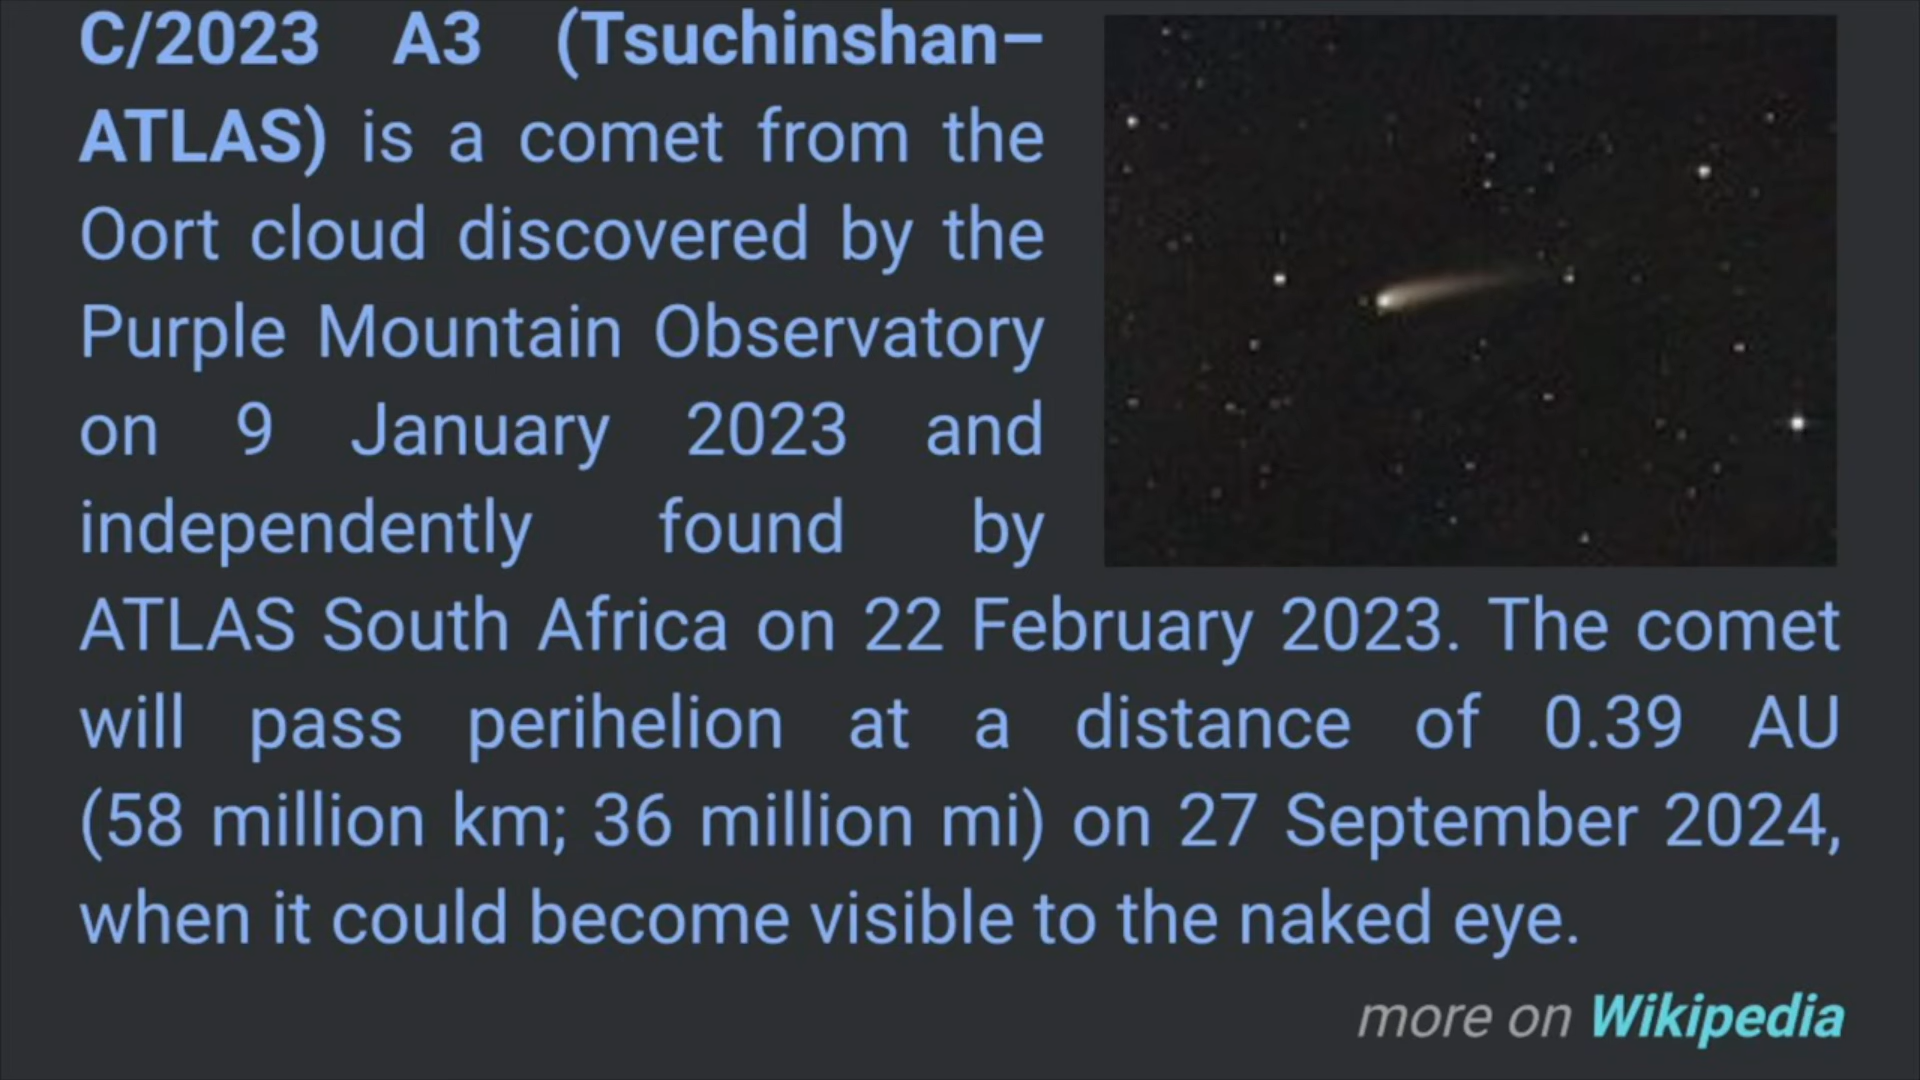 C/2023 A3 (Tsuchinshan–
ATLAS) is a comet from the
Oort cloud discovered by the
Purple Mountain Observatory
on 9 January 2023 and
independently found by
ATLAS South Africa on 22 February 2023. The comet
will pass perihelion at a distance of 0.39 AU
(58 million km; 36 million mi) on 27 September 2024,
when it could become visible to the naked eye.
more on Wikipedia